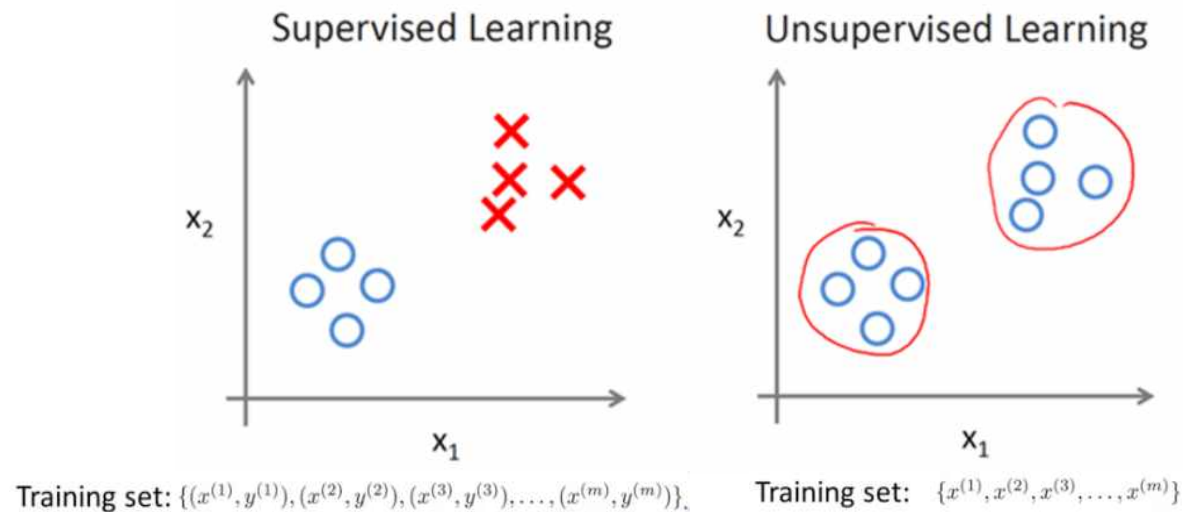 Supervised Learning
x₂
x₁
Training set: {(x⁽¹⁾, y⁽¹⁾), (x⁽²⁾, y⁽²⁾), (x⁽³⁾, y⁽³⁾), . . . , (x⁽ᵐ⁾, y⁽ᵐ⁾)}.
Unsupervised Learning
x₂
x₁
Training set: {x⁽¹⁾, x⁽²⁾, x⁽³⁾, . . . , x⁽ᵐ⁾}